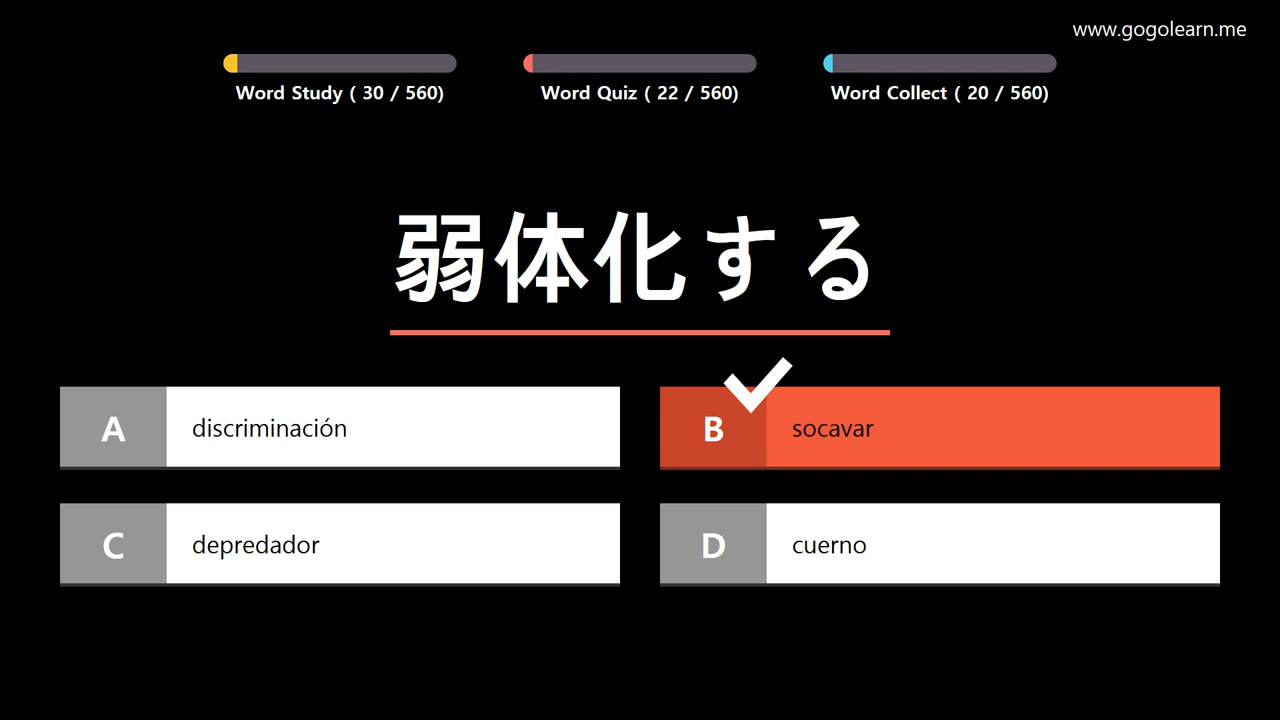 www.gogolearn.me
Word Study ( 30 / 560)
Word Quiz ( 22 / 560)
Word Collect ( 20 / 560)
弱体化する
A discriminación
B socavar
C depredador
D cuerno